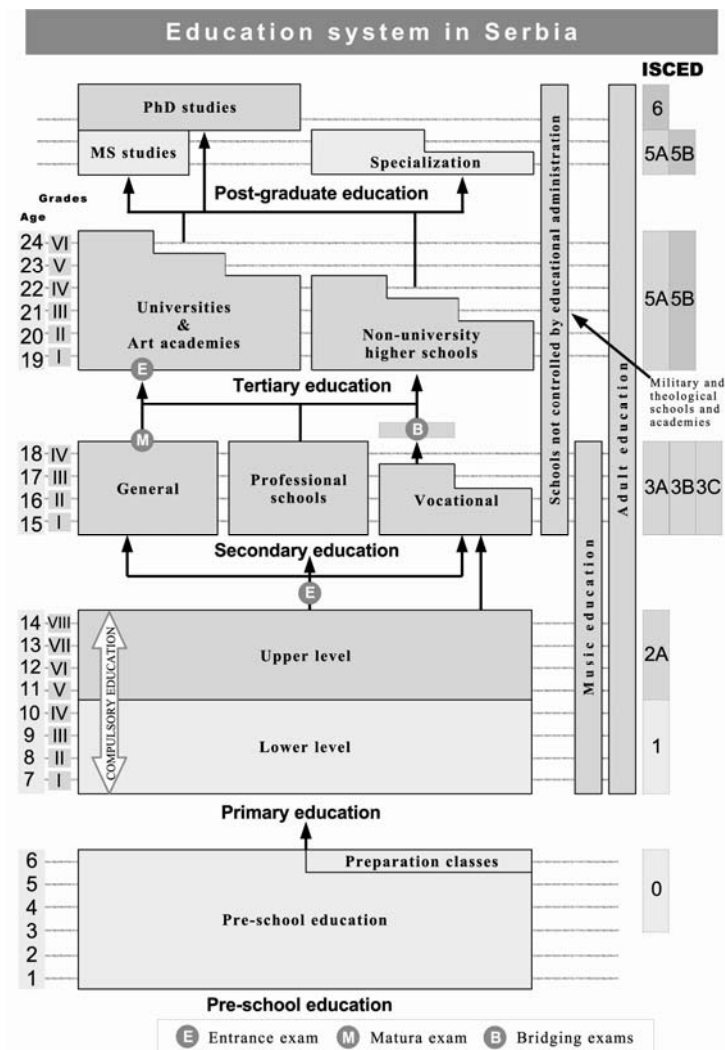 Education system in Serbia
ISCED
PhD studies
6
MS studies
Specialization
5A 5B
Post-graduate education
Grades
Age
24 VI
23 V
22 IV
21 III
20 II
19 I
Universities
&
Art academies
E
Non-university
higher schools
5A 5B
Schools not controlled by educational administration
Adult education
Military and
theological
schools and
academies
Tertiary education
M
B
18 IV
17 III
16 II
15 I
General
Professional
schools
Vocational
3A 3B 3C
Secondary education
E
Music education
14 VIII
13 VII
12 VI
11 V
10 IV
9 III
8 II
7 I
COMPULSORY EDUCATION
Upper level
2A
Lower level
1
Primary education
6
5
4
3
2
1
Preparation classes
Pre-school education
0
Pre-school education
E Entrance exam M Matura exam B Bridging exams